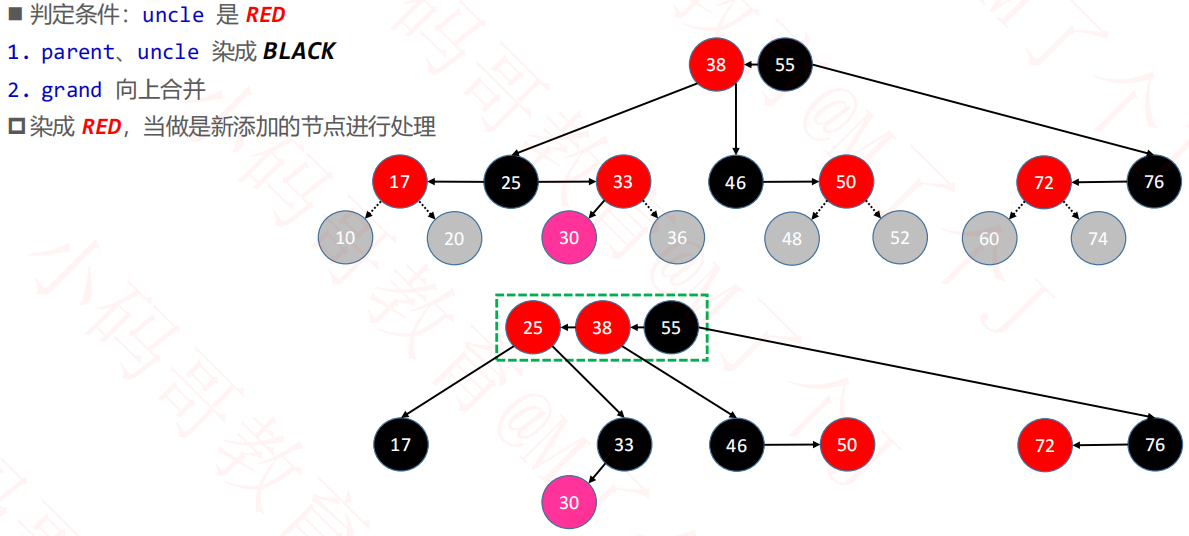 ■ 判定条件：uncle 是 RED
1. parent、uncle 染成 BLACK
2. grand 向上合并
染成 RED，当做是新添加的节点进行处理
38 55
17 25 33 46 50 72 76
10 20 30 36 48 52 60 74
25 38 55
17 33 46 50 72 76
30
小码哥教育@M了个J